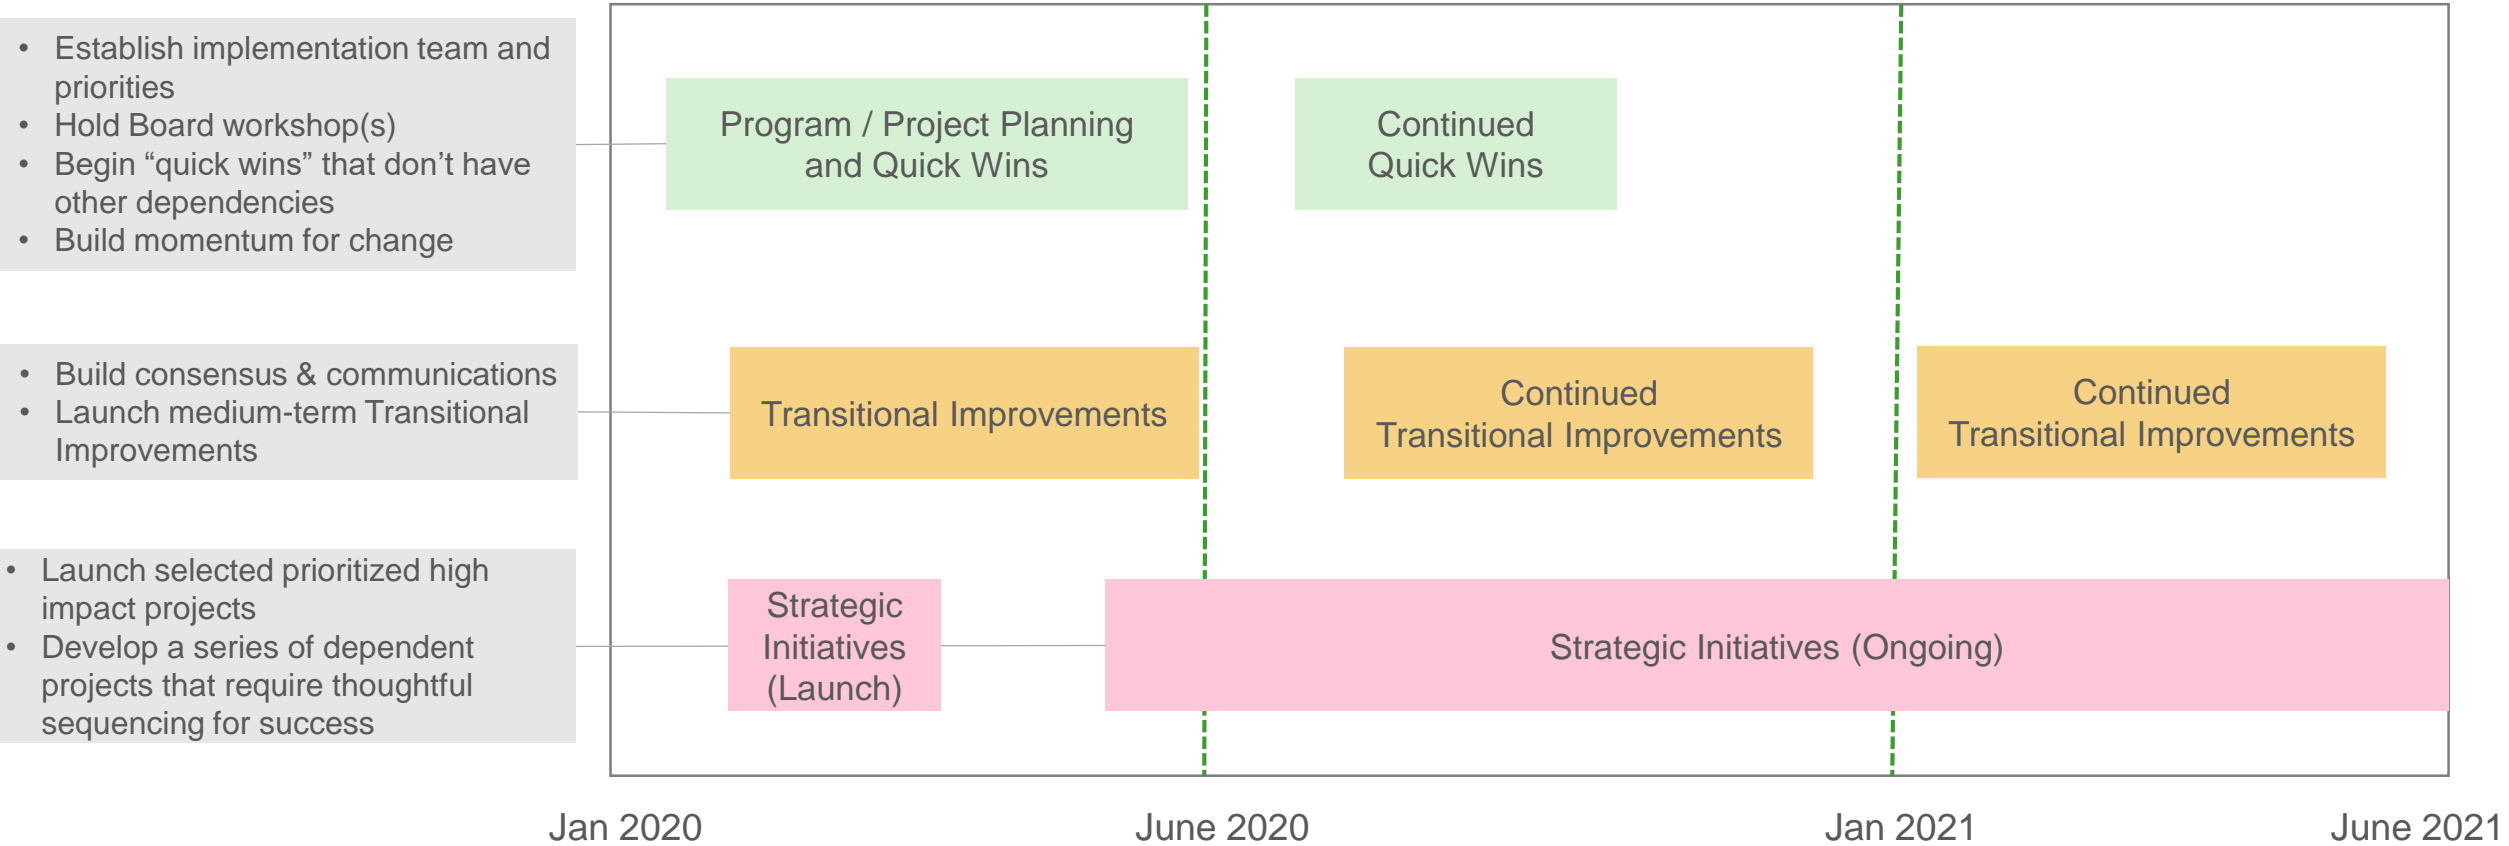 • Establish implementation team and
priorities
• Hold Board workshop(s)
• Begin “quick wins” that don’t have
other dependencies
• Build momentum for change
Program / Project Planning
and Quick Wins
Continued
Quick Wins
• Build consensus & communications
• Launch medium-term Transitional
Improvements
Transitional Improvements
Continued
Transitional Improvements
Continued
Transitional Improvements
• Launch selected prioritized high
impact projects
• Develop a series of dependent
projects that require thoughtful
sequencing for success
Strategic
Initiatives
(Launch)
Strategic Initiatives (Ongoing)
Jan 2020
June 2020
Jan 2021
June 2021